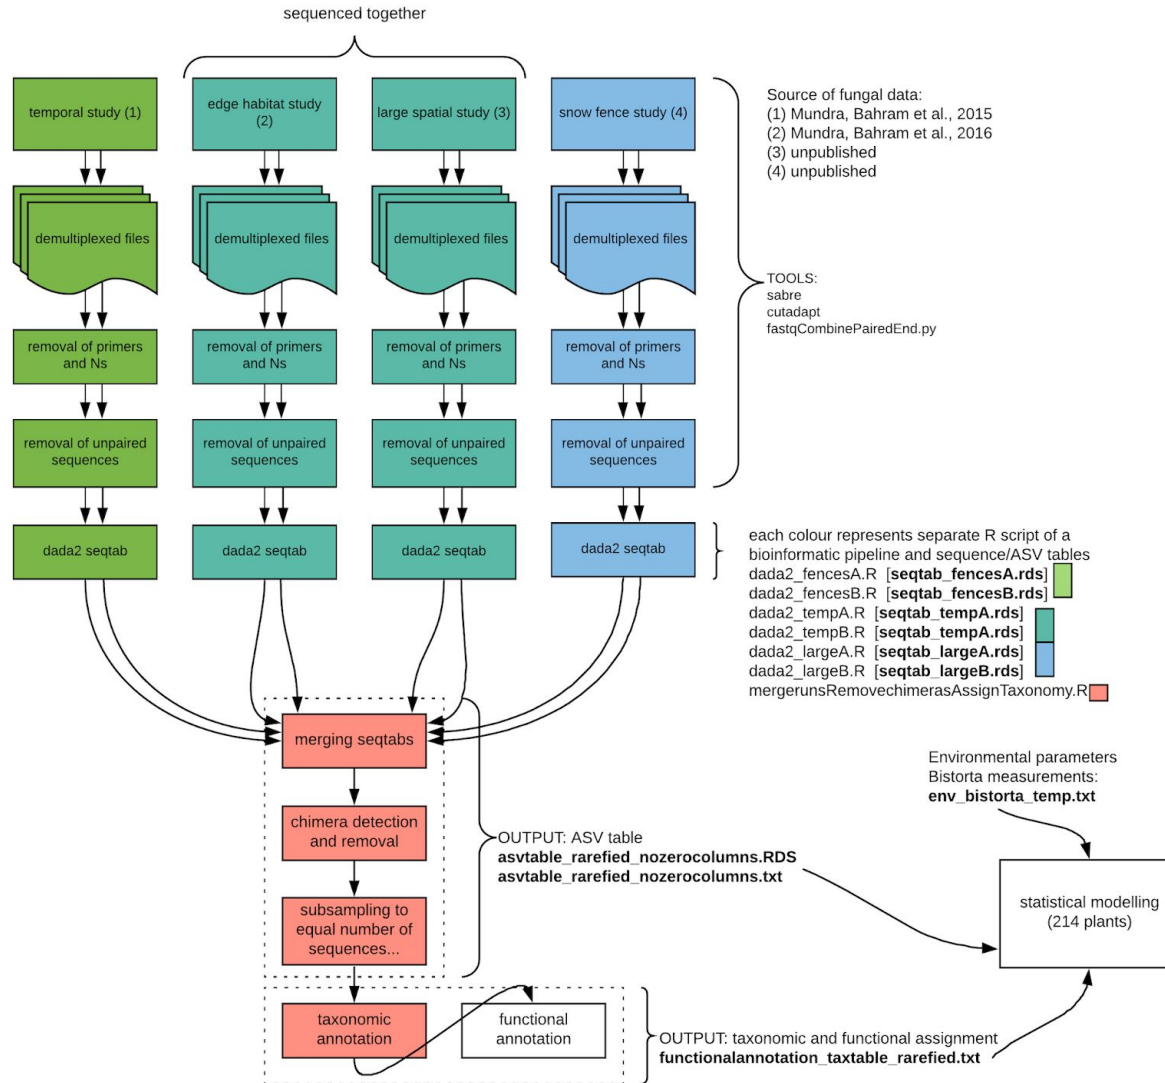 sequenced together
temporal study (1)
edge habitat study
(2)
large spatial study (3)
snow fence study (4)
Source of fungal data:
(1) Mundra, Bahram et al., 2015
(2) Mundra, Bahram et al., 2016
(3) unpublished
(4) unpublished
demultiplexed files
demultiplexed files
demultiplexed files
demultiplexed files
TOOLS:
sabre
cutadapt
fastqCombinePairedEnd.py
removal of primers
and Ns
removal of primers
and Ns
removal of primers
and Ns
removal of primers
and Ns
removal of unpaired
sequences
removal of unpaired
sequences
removal of unpaired
sequences
removal of unpaired
sequences
dada2 seqtab
dada2 seqtab
dada2 seqtab
dada2 seqtab
each colour represents separate R script of a
bioinformatic pipeline and sequence/ASV tables
dada2_fencesA.R [seqtab_fencesA.rds]
dada2_fencesB.R [seqtab_fencesB.rds]
dada2_tempA.R [seqtab_tempA.rds]
dada2_tempB.R [seqtab_tempA.rds]
dada2_largeA.R [seqtab_largeA.rds]
dada2_largeB.R [seqtab_largeB.rds]
mergerunsRemovechimerasAssignTaxonomy.R
merging seqtabs
chimera detection
and removal
subsampling to
equal number of
sequences...
OUTPUT: ASV table
asvtable_rarefied_nozerocolumns.RDS
asvtable_rarefied_nozerocolumns.txt
Environmental parameters
Bistorta measurements:
env_bistorta_temp.txt
statistical modelling
(214 plants)
taxonomic
annotation
functional
annotation
OUTPUT: taxonomic and functional assignment
functionalannotation_taxtable_rarefied.txt